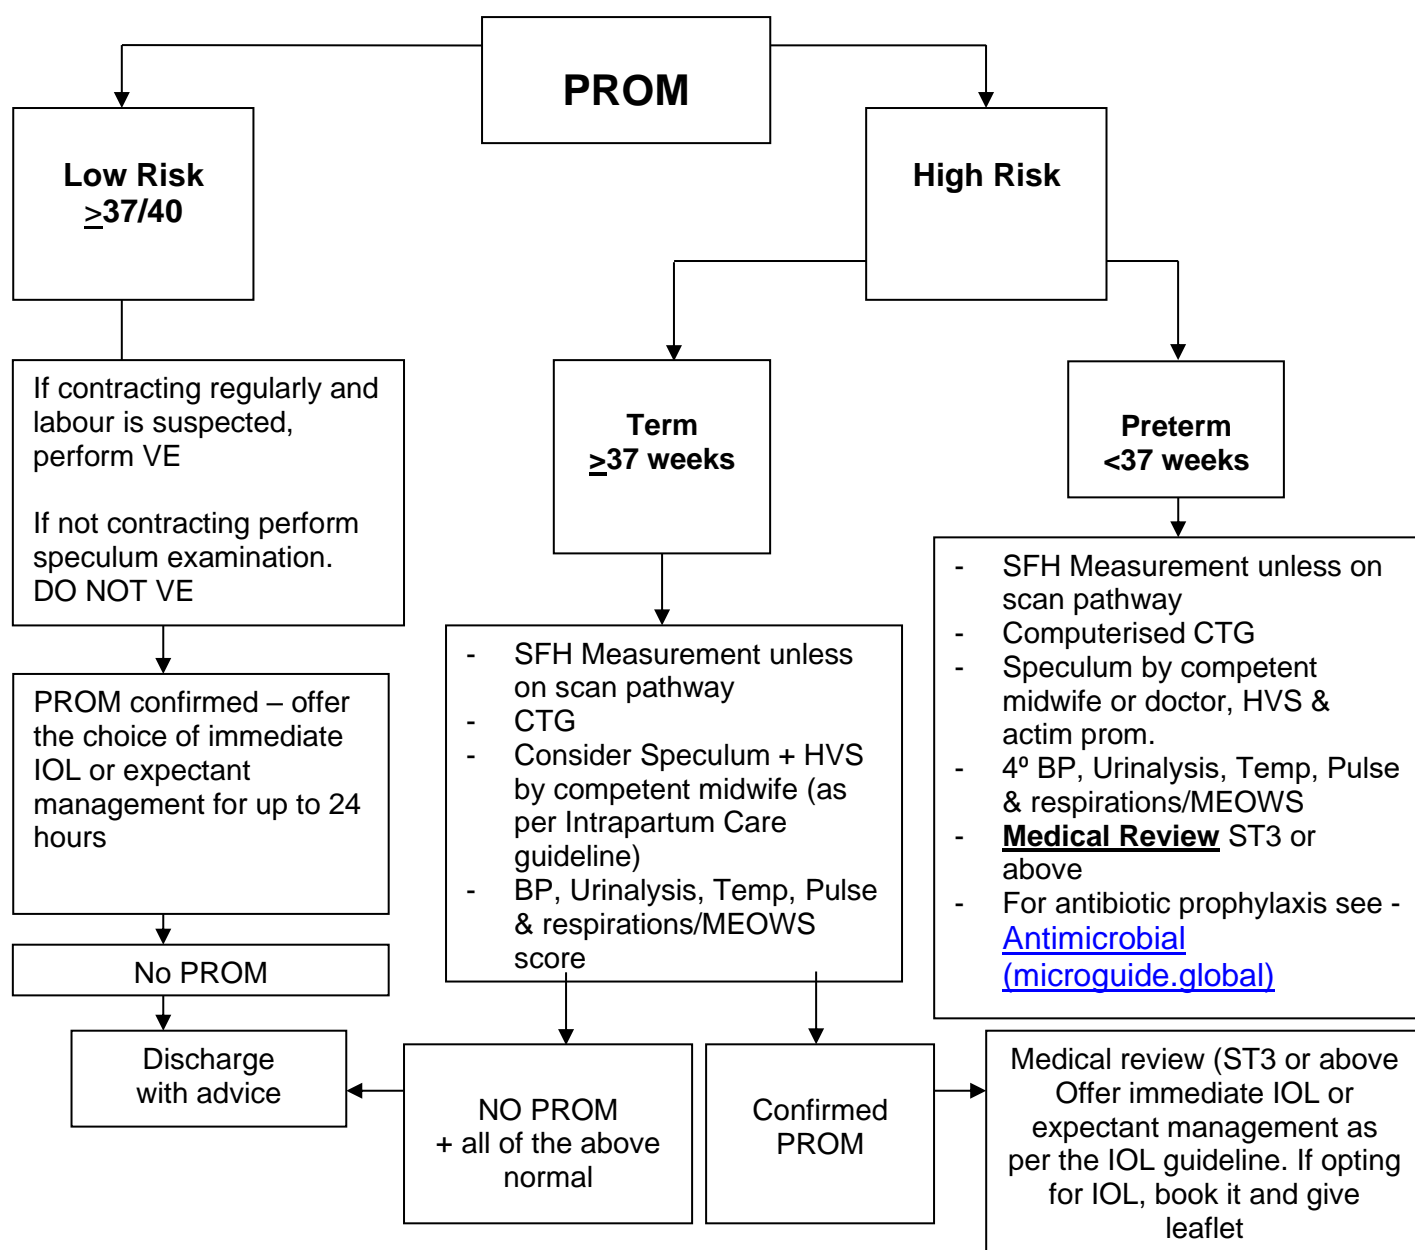 PROM
Low Risk
≥37/40
High Risk
If contracting regularly and
labour is suspected,
perform VE
If not contracting perform
speculum examination.
DO NOT VE
Term
≥37 weeks
Preterm
<37 weeks
PROM confirmed – offer
the choice of immediate
IOL or expectant
management for up to 24
hours
- SFH Measurement unless
on scan pathway
- CTG
- Consider Speculum + HVS
by competent midwife (as
per Intrapartum Care
guideline)
- BP, Urinalysis, Temp, Pulse
& respirations/MEOWS
score
- SFH Measurement unless
on scan pathway
- Computerised CTG
- Speculum by competent
midwife or doctor, HVS &
actim prom.
- 4º BP, Urinalysis, Temp, Pulse
& respirations/MEOWS
- Medical Review ST3 or
above
- For antibiotic prophylaxis see -
Antimicrobial
(microguide.global)
No PROM
Discharge
with advice
NO PROM
+ all of the above
normal
Confirmed
PROM
Medical review (ST3 or above
Offer immediate IOL or
expectant management as
per the IOL guideline. If opting
for IOL, book it and give
leaflet